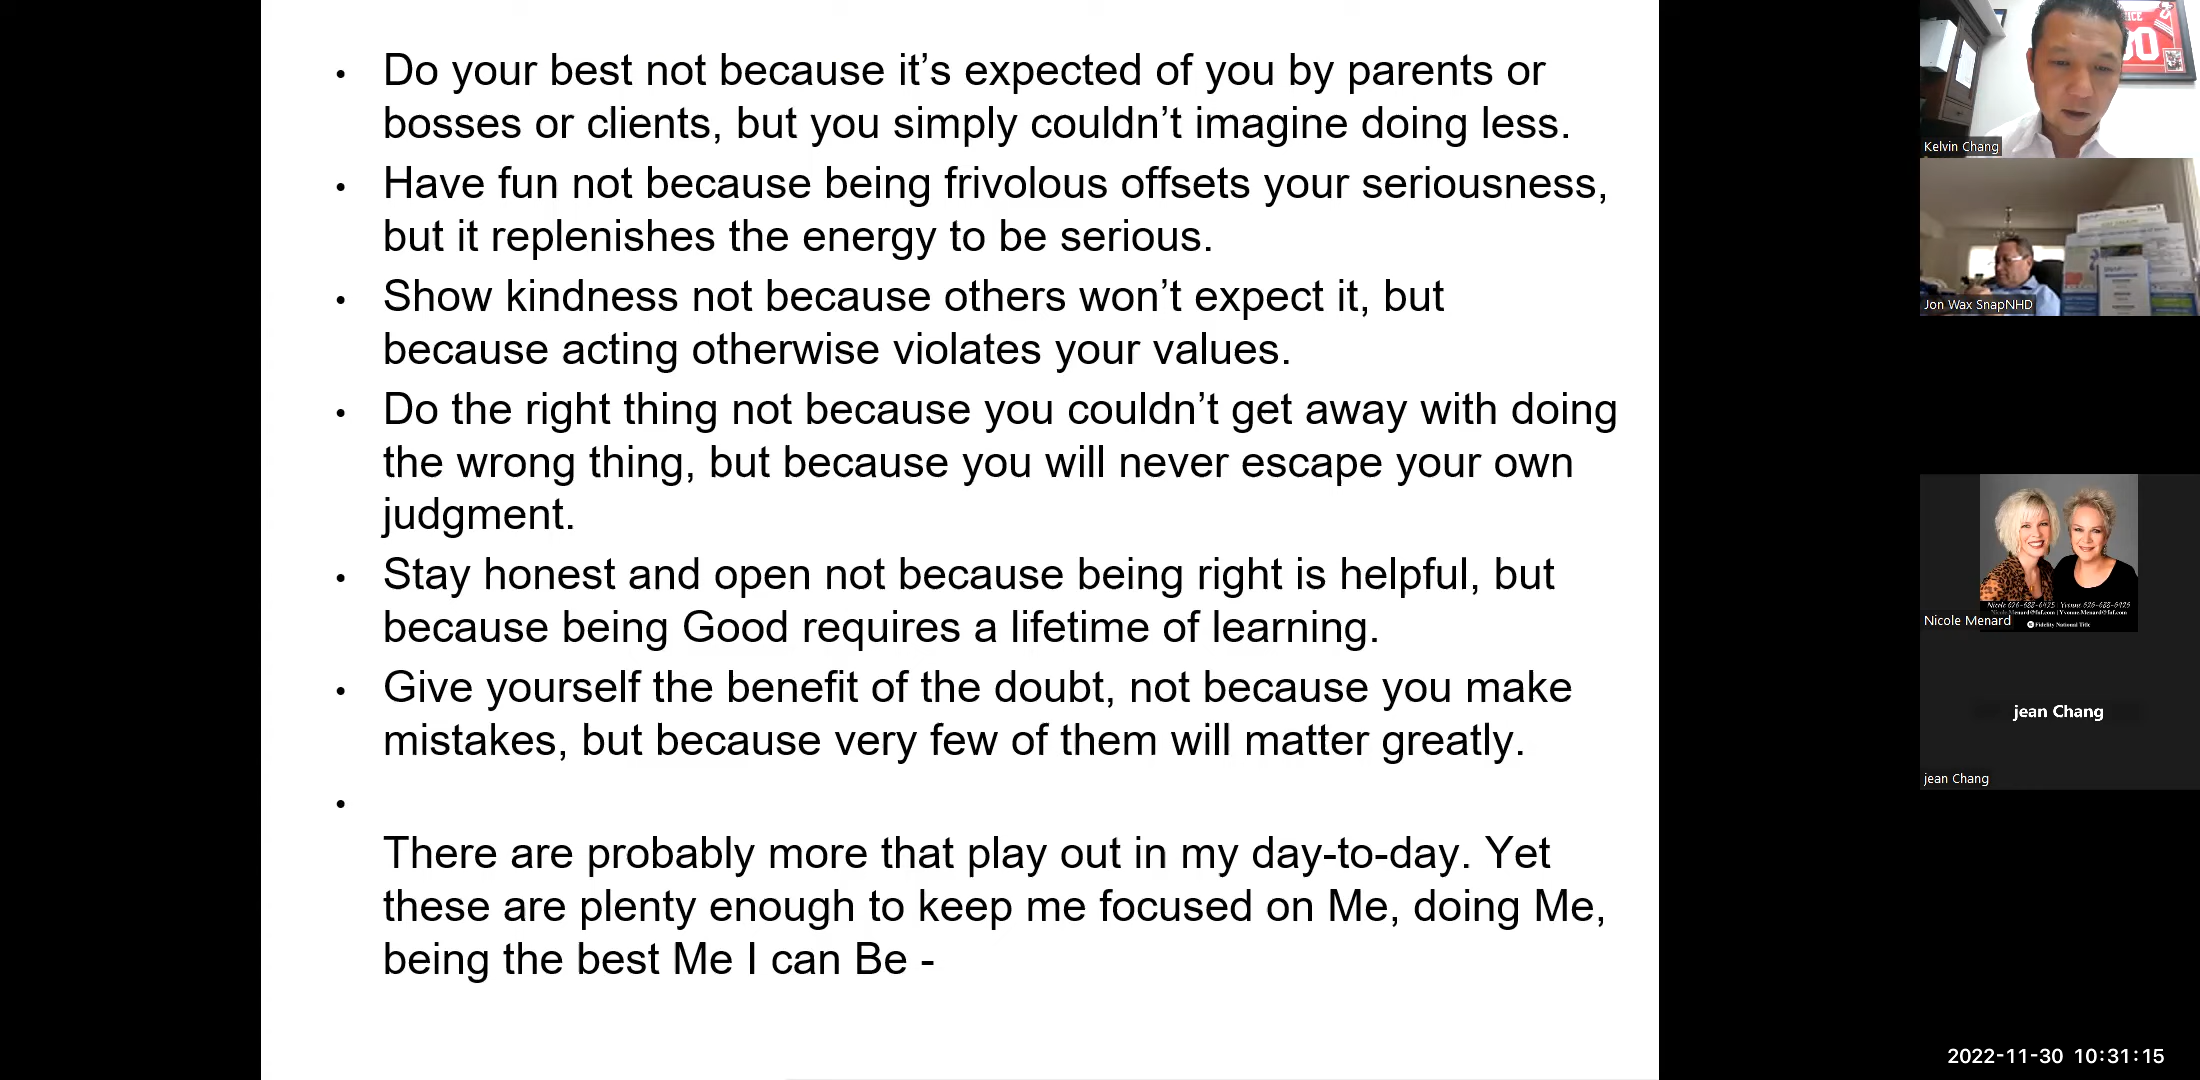 • Do your best not because it’s expected of you by parents or
bosses or clients, but you simply couldn’t imagine doing less.
• Have fun not because being frivolous offsets your seriousness,
but it replenishes the energy to be serious.
• Show kindness not because others won’t expect it, but
because acting otherwise violates your values.
• Do the right thing not because you couldn’t get away with doing
the wrong thing, but because you will never escape your own
judgment.
• Stay honest and open not because being right is helpful, but
because being Good requires a lifetime of learning.
• Give yourself the benefit of the doubt, not because you make
mistakes, but because very few of them will matter greatly.
•
There are probably more that play out in my day-to-day. Yet
these are plenty enough to keep me focused on Me, doing Me,
being the best Me I can Be -
Kelvin Chang
Jon Wax SnapNHD
Nicole Yvonne
Fidelity National Title
Nicole Menard
jean Chang
jean Chang
2022-11-30 10:31:15